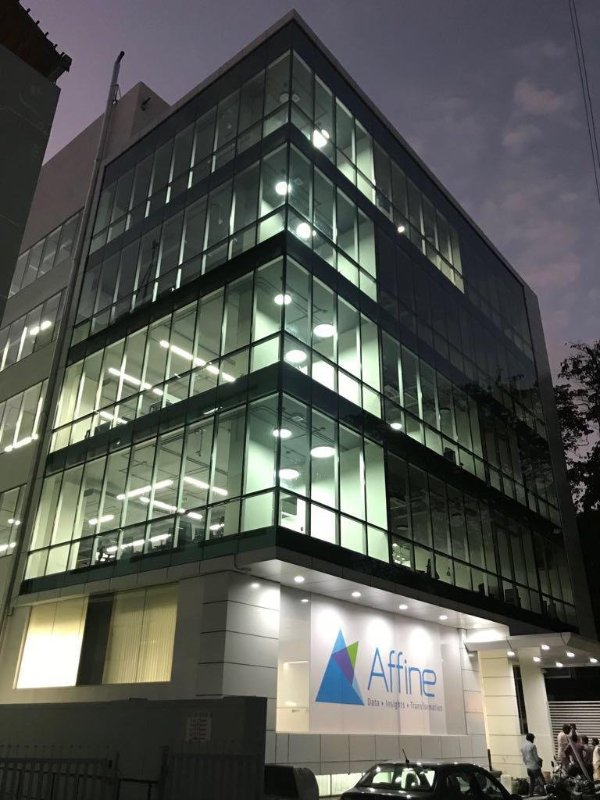 Affine
Data • Insights • Transformation